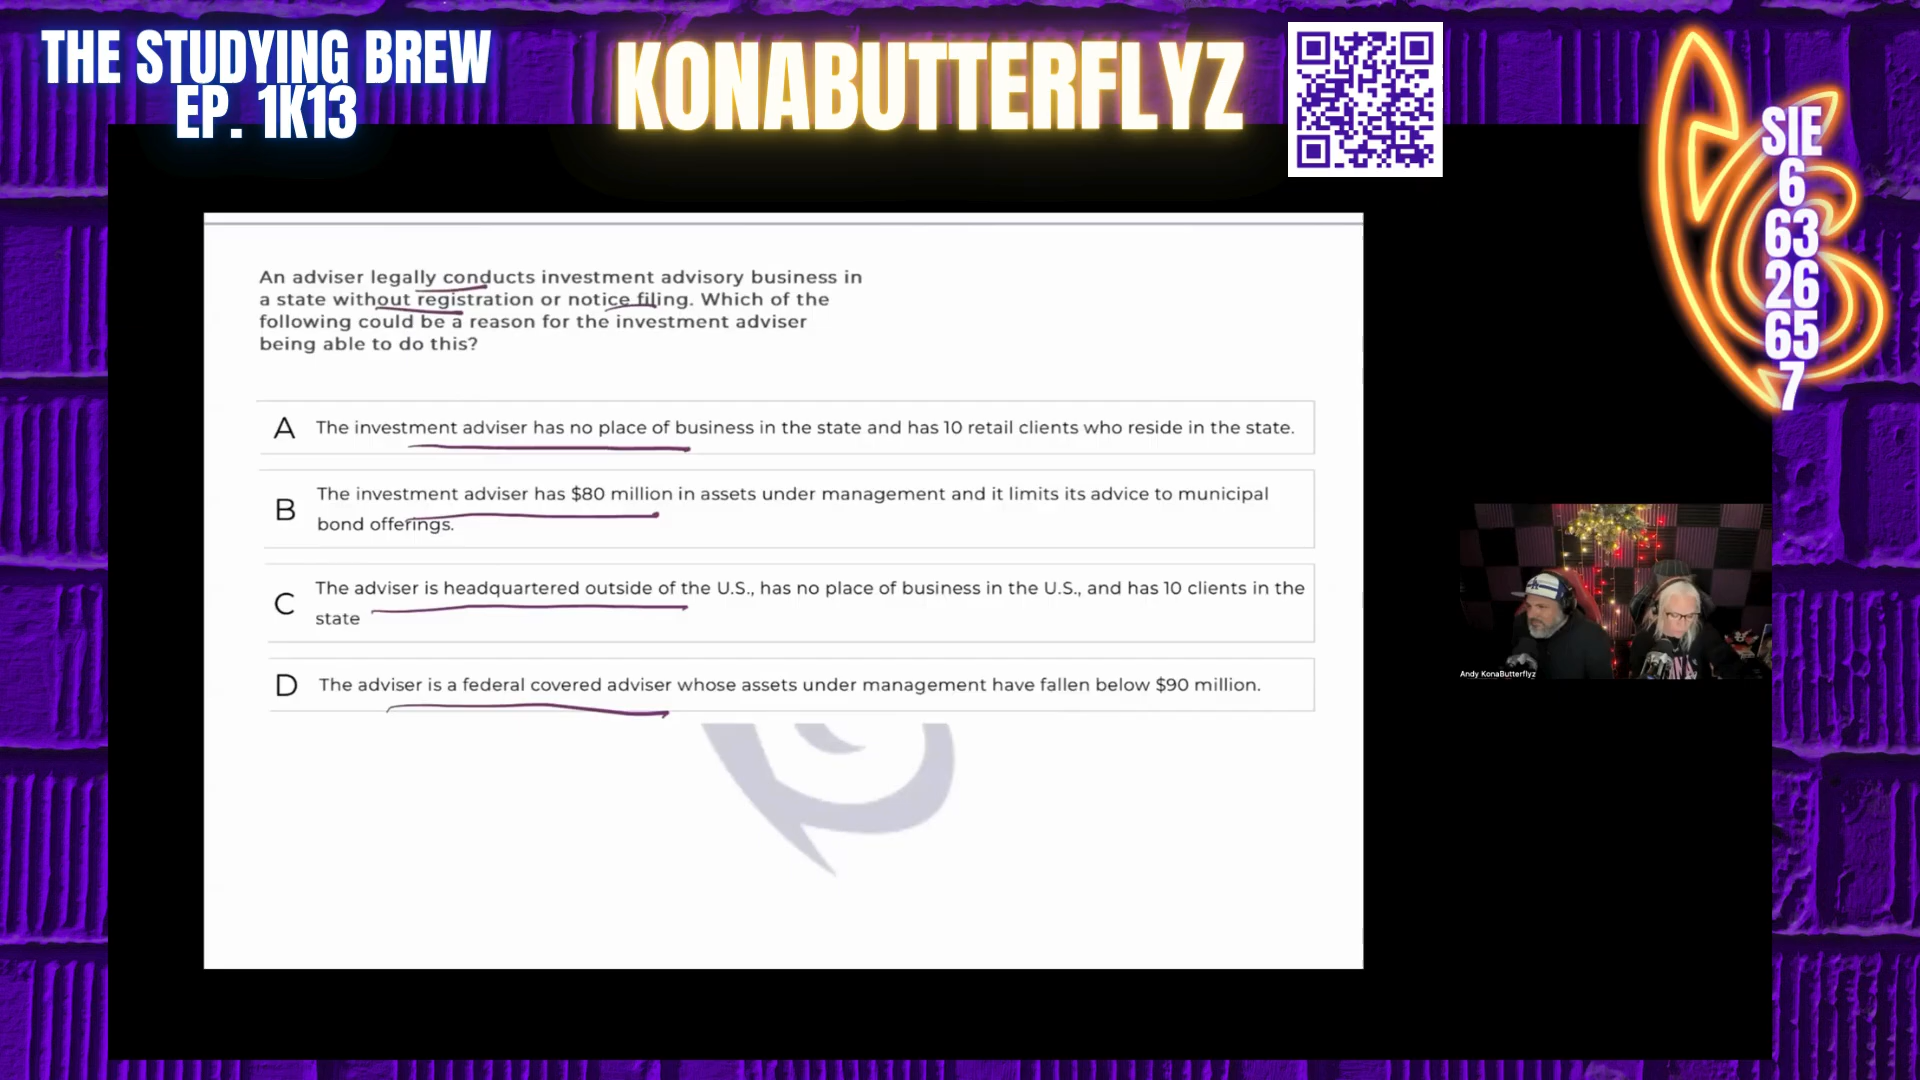 THE STUDYING BREW
EP. 1K13
KONABUTTERFLYZ
SIE
6
63
26
65
7
An adviser legally conducts investment advisory business in
a state without registration or notice filing. Which of the
following could be a reason for the investment adviser
being able to do this?
A The investment adviser has no place of business in the state and has 10 retail clients who reside in the state.
B The investment adviser has $80 million in assets under management and it limits its advice to municipal
bond offerings.
C The adviser is headquartered outside of the U.S., has no place of business in the U.S., and has 10 clients in the
state
D The adviser is a federal covered adviser whose assets under management have fallen below $90 million.
Andy KonaButterflyz